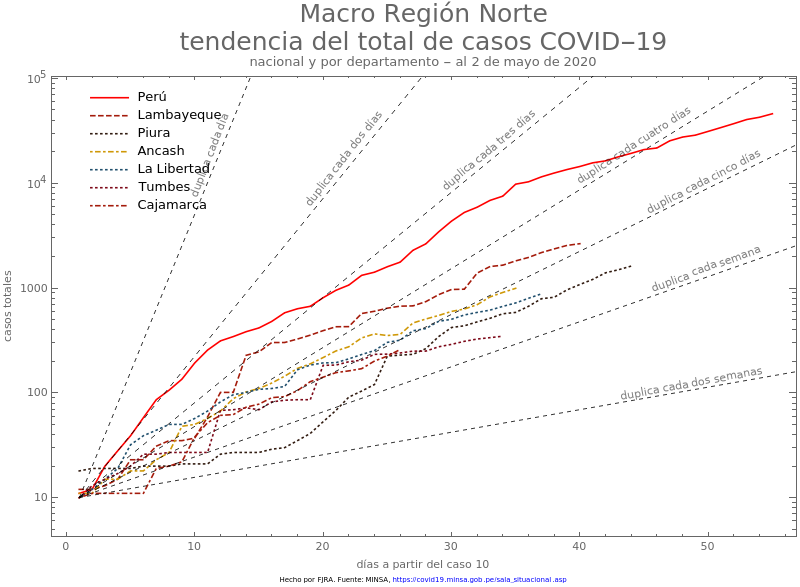 Macro Región Norte
tendencia del total de casos COVID−19
nacional y por departamento − al 2 de mayo de 2020
Perú
Lambayeque
Piura
Ancash
La Libertad
Tumbes
Cajamarca
duplica cada día
duplica cada dos días
duplica cada tres días
duplica cada cuatro días
duplica cada cinco días
duplica cada semana
duplica cada dos semanas
casos totales
10^5
10^4
1000
100
10
0 10 20 30 40 50
días a partir del caso 10
Hecho por FJRA. Fuente: MINSA, https://covid19.minsa.gob.pe/sala_situacional.asp